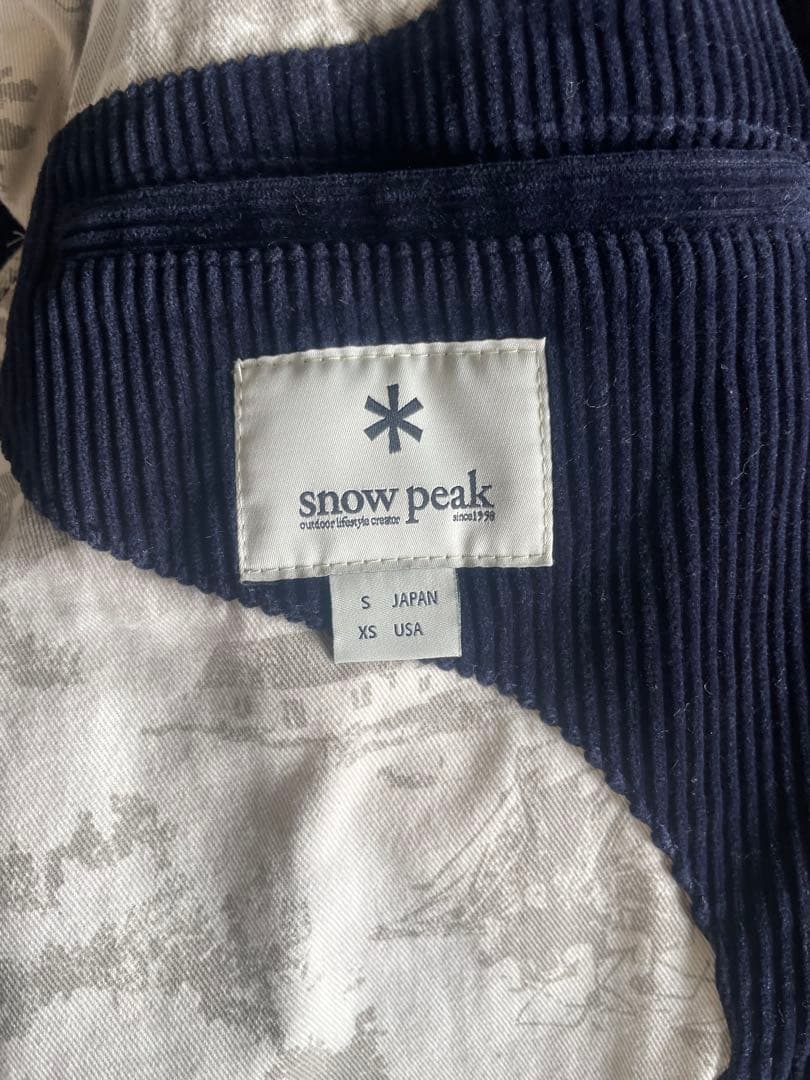 snow peak
outdoor lifestyle creator since1958
S JAPAN
XS USA